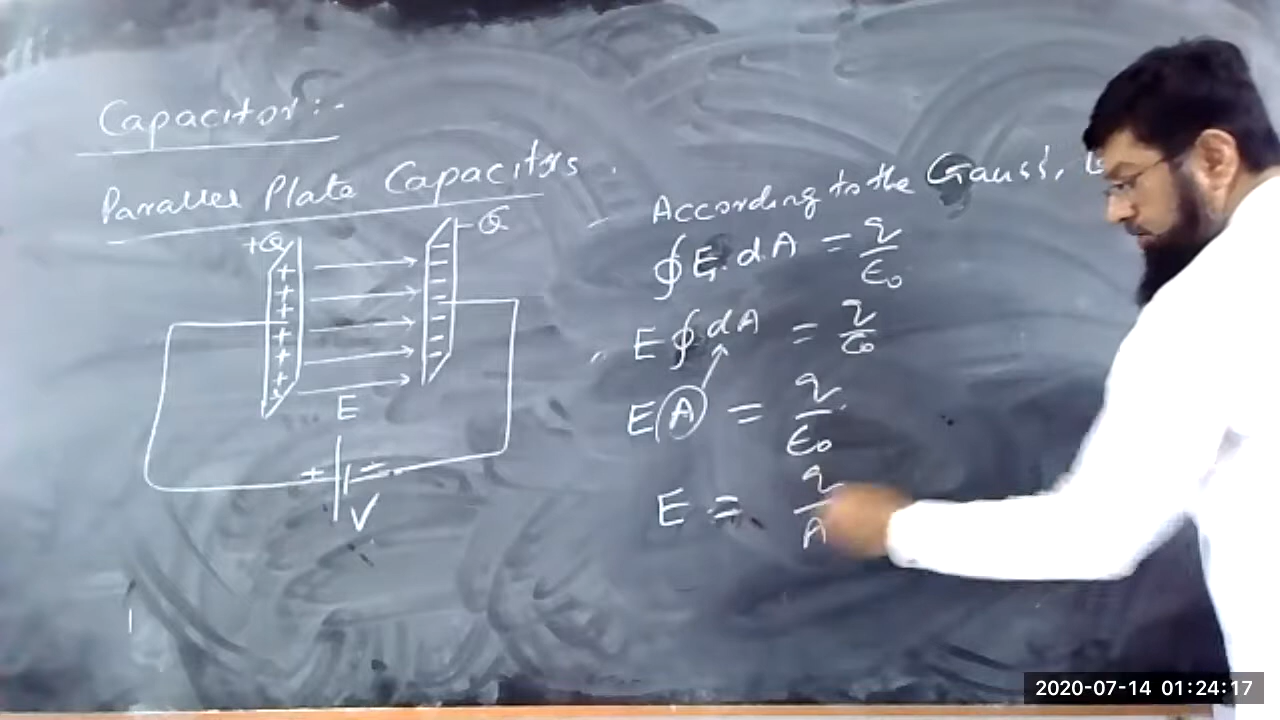 Capacitor:-
Parallel Plate Capacitors.
+Q
-Q
+ + + + + + +
- - - - - -
E
+ -
V
According to the Gauss',
∮E.dA = q/ε₀
E∮dA = q/ε₀
E(A) = q/ε₀.
E = q/A
2020-07-14 01:24:17